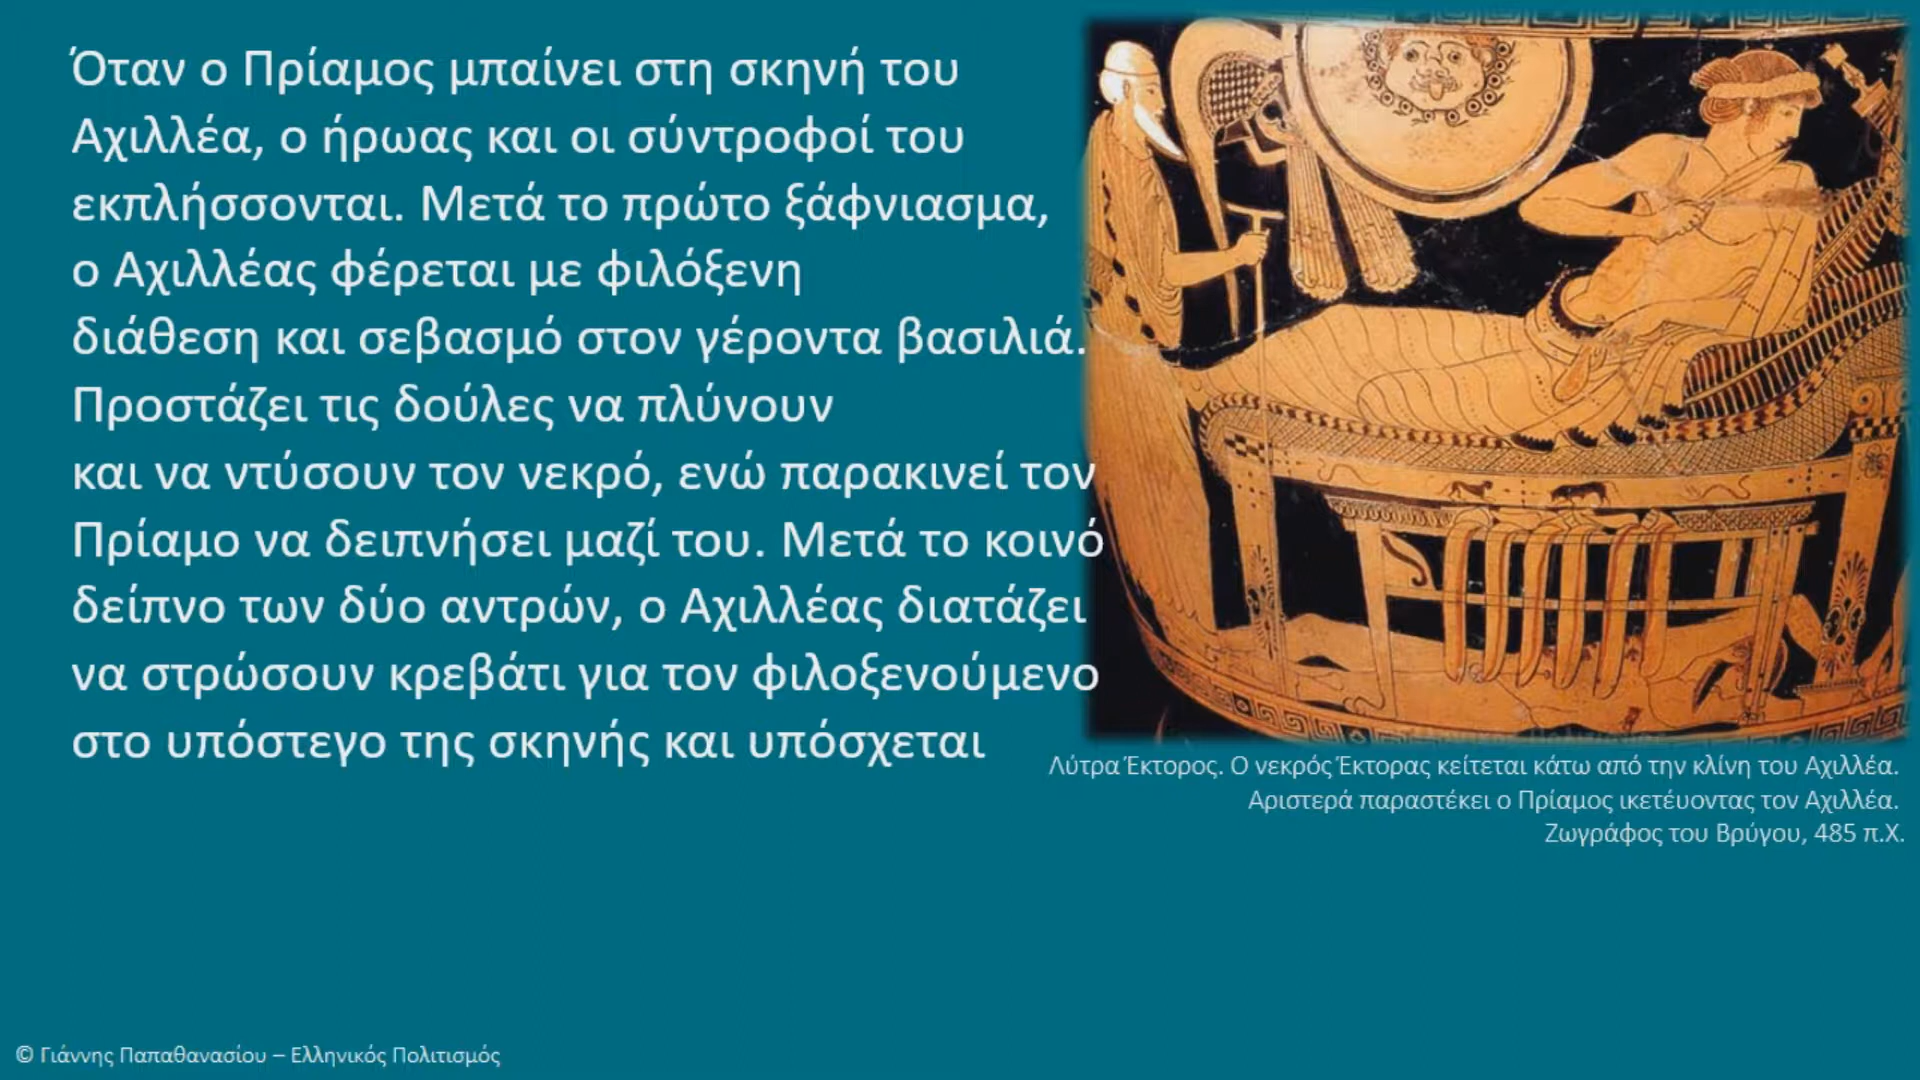 Όταν ο Πρίαμος μπαίνει στη σκηνή του
Αχιλλέα, ο ήρωας και οι σύντροφοί του
εκπλήσσονται. Μετά το πρώτο ξάφνιασμα,
ο Αχιλλέας φέρεται με φιλόξενη
διάθεση και σεβασμό στον γέροντα βασιλιά.
Προστάζει τις δούλες να πλύνουν
και να ντύσουν τον νεκρό, ενώ παρακινεί τον
Πρίαμο να δειπνήσει μαζί του. Μετά το κοινό
δείπνο των δύο αντρών, ο Αχιλλέας διατάζει
να στρώσουν κρεβάτι για τον φιλοξενούμενο
στο υπόστεγο της σκηνής και υπόσχεται
Λύτρα Έκτορος. Ο νεκρός Έκτορας κείτεται κάτω από την κλίνη του Αχιλλέα.
Αριστερά παραστέκει ο Πρίαμος ικετέυοντας τον Αχιλλέα.
Ζωγράφος του Βρύγου, 485 π.Χ.
© Γιάννης Παπαθανασίου – Ελληνικός Πολιτισμός